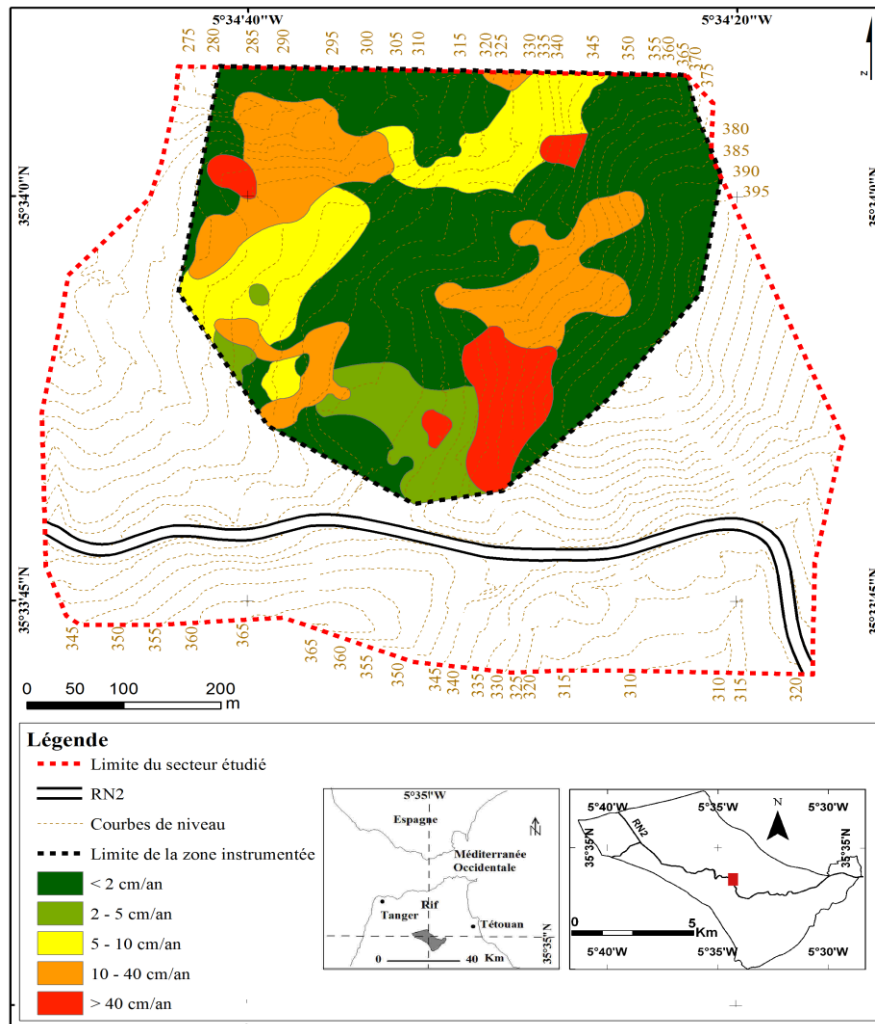 5°34'40"W 5°34'20"W
275 280 285 290 295 300 305 310 315 320 325 330 335 340 345 350 355 360 365 370 375
380
385
390
395
N
35°34'0"N 35°34'0"N
35°33'45"N 35°33'45"N
345 350 355 360 365 365 360 355 350 345 340 335 330 325 320 315 310 310 315 320
0 50 100 200
m
Légende
Limite du secteur étudié
RN2
Courbes de niveau
Limite de la zone instrumentée
< 2 cm/an
2 - 5 cm/an
5 - 10 cm/an
10 - 40 cm/an
> 40 cm/an
5°35'W
Espagne
N
Méditerranée
Occidentale
Rif
Tanger
Tétouan
35°35'N
0 40 Km
5°40'W 5°35'W 5°30'W
N
RN2
35°35'N 35°35'N
0 5
Km
5°40'W 5°35'W 5°30'W